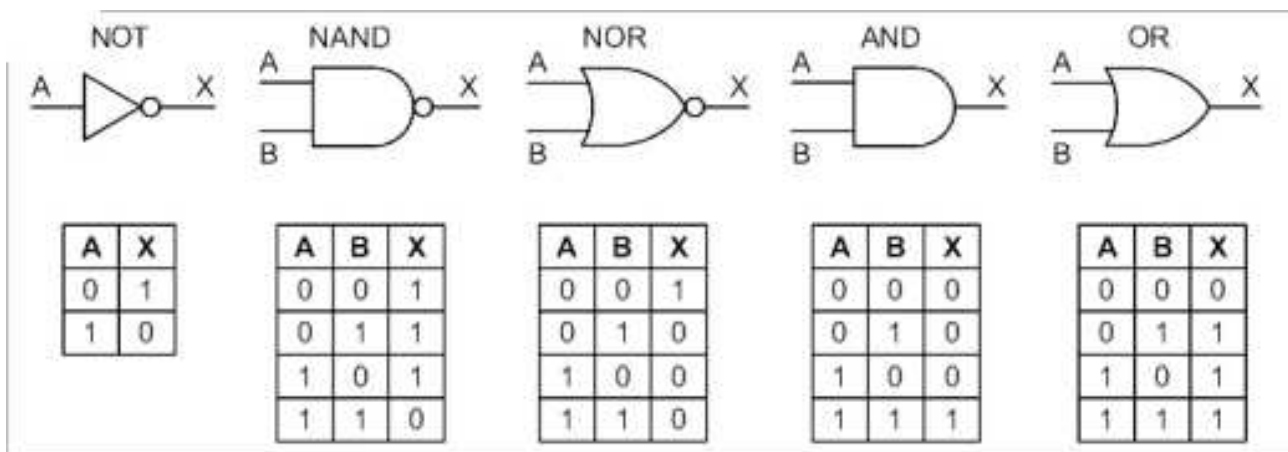 NOT NAND NOR AND OR
A X A X A X A X A X
B B B B
A X A B X A B X A B X A B X
0 1 0 0 1 0 0 1 0 0 0 0 0 0
1 0 0 1 1 0 1 0 0 1 0 0 1 1
1 0 1 1 0 0 1 0 0 1 0 1
1 1 0 1 1 0 1 1 1 1 1 1